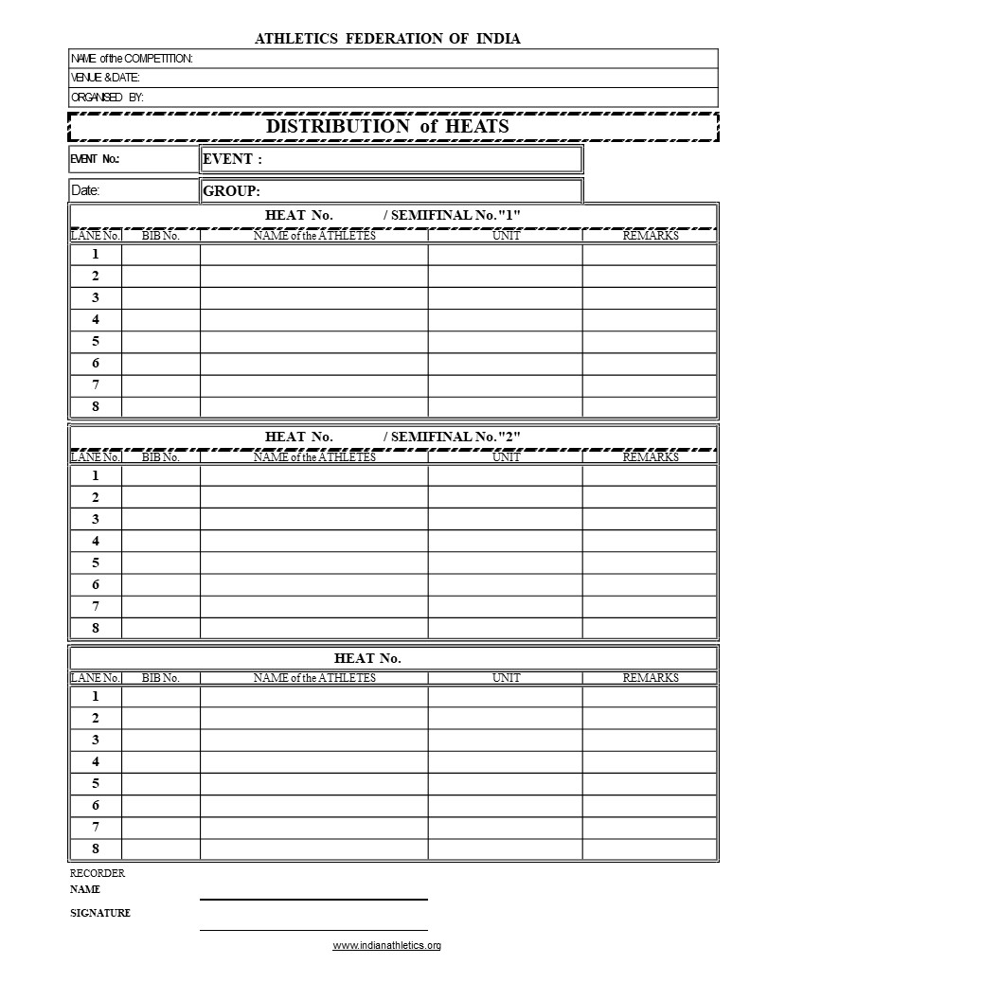 ATHLETICS FEDERATION OF INDIA
NAME of the COMPETITION:
VENUE & DATE:
ORGANISED BY:
DISTRIBUTION of HEATS
EVENT No.: EVENT :
Date: GROUP:
HEAT No. / SEMIFINAL No."1"
LANE No. BIB No. NAME of the ATHLETES UNIT REMARKS
1
2
3
4
5
6
7
8
HEAT No. / SEMIFINAL No."2"
LANE No. BIB No. NAME of the ATHLETES UNIT REMARKS
1
2
3
4
5
6
7
8
HEAT No.
LANE No. BIB No. NAME of the ATHLETES UNIT REMARKS
1
2
3
4
5
6
7
8
RECORDER
NAME
SIGNATURE
www.indianathletics.org